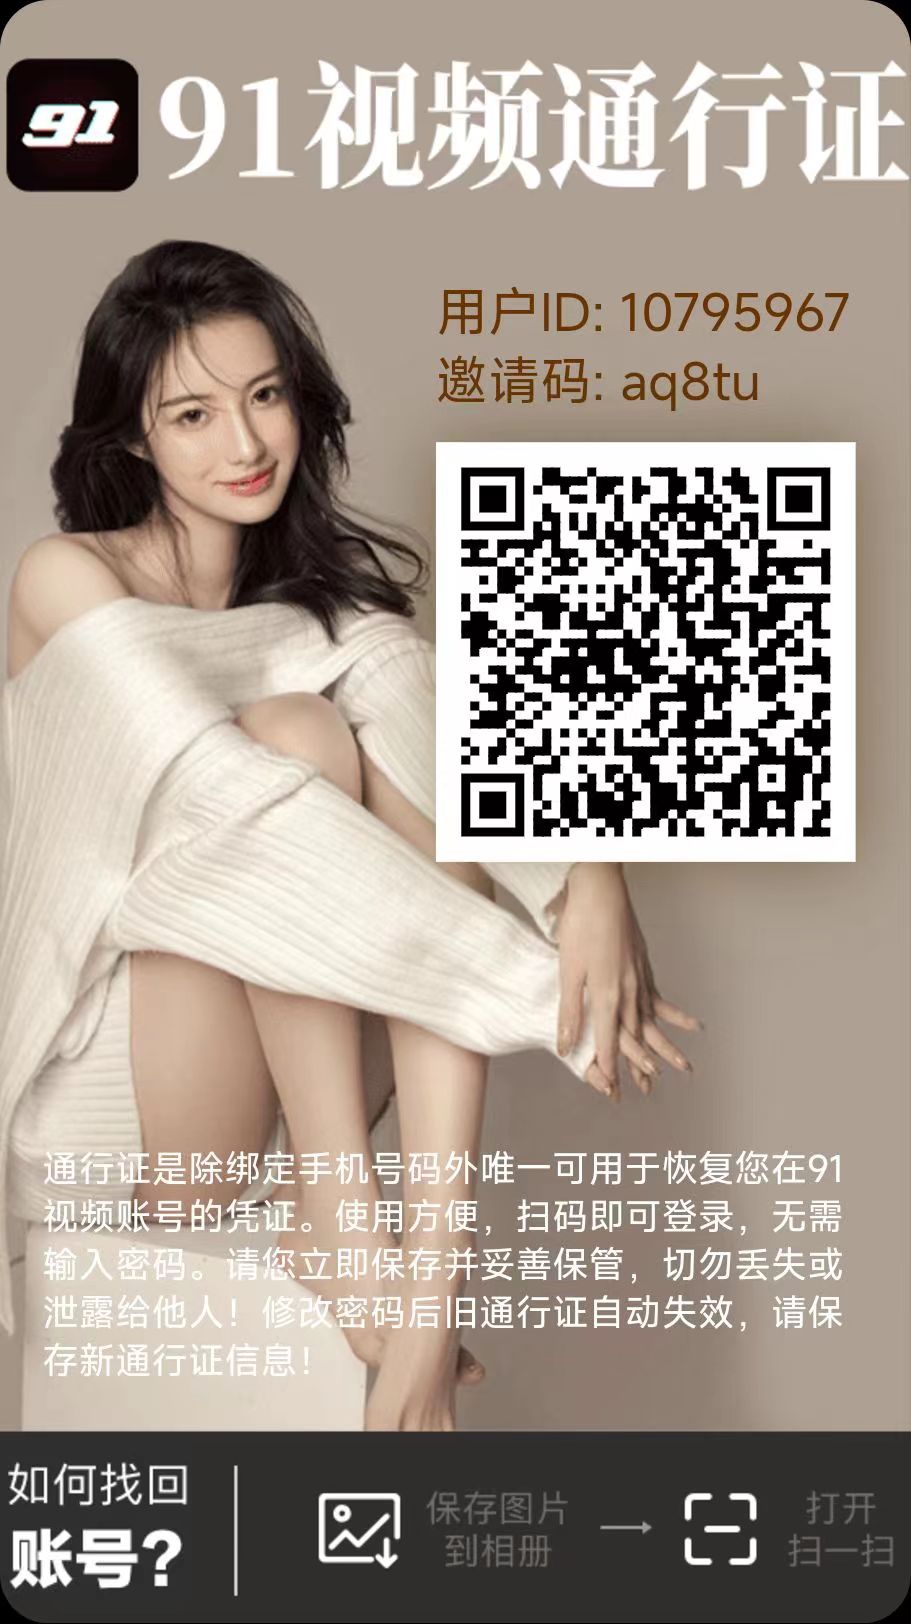 91
91视频通行证
用户ID: 10795967
邀请码: aq8tu
通行证是除绑定手机号码外唯一可用于恢复您在91
视频账号的凭证。使用方便，扫码即可登录，无需
输入密码。请您立即保存并妥善保管，切勿丢失或
泄露给他人！修改密码后旧通行证自动失效，请保
存新通行证信息！
如何找回
账号?
保存图片
到相册
打开
扫一扫